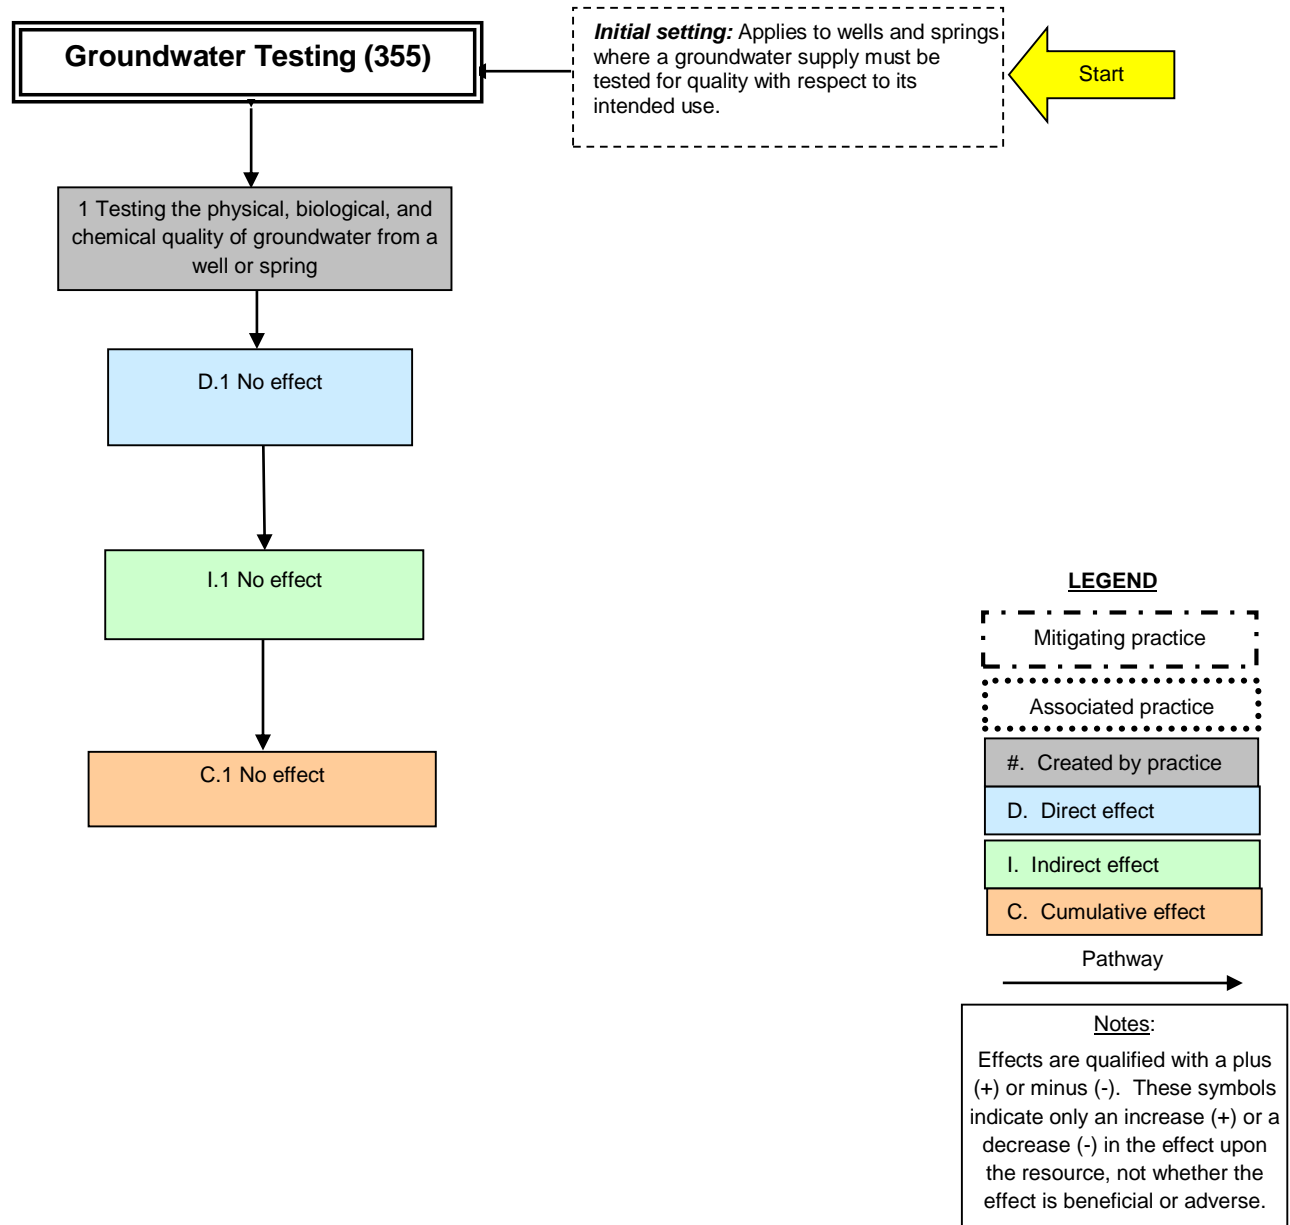 Groundwater Testing (355)
Initial setting: Applies to wells and springs
where a groundwater supply must be
tested for quality with respect to its
intended use.
Start
1 Testing the physical, biological, and
chemical quality of groundwater from a
well or spring
D.1 No effect
I.1 No effect
C.1 No effect
LEGEND
Mitigating practice
Associated practice
#. Created by practice
D. Direct effect
I. Indirect effect
C. Cumulative effect
Pathway
Notes:
Effects are qualified with a plus
(+) or minus (-). These symbols
indicate only an increase (+) or a
decrease (-) in the effect upon
the resource, not whether the
effect is beneficial or adverse.